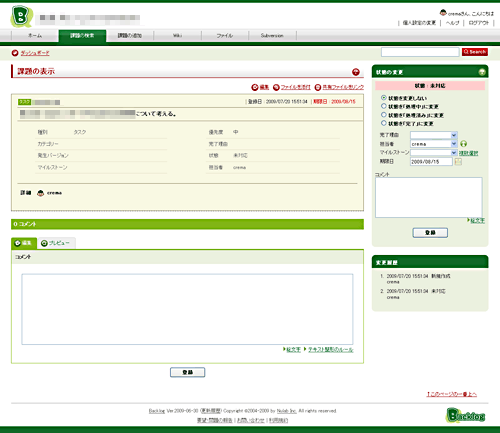 B
cremaさん、こんにちは
| 個人設定の変更 | ヘルプ | ログアウト
ホーム 課題の検索 課題の追加 Wiki ファイル Subversion
ダッシュボード
Search
課題の表示
編集 ファイルを添付 共有ファイルをリンク
タスク
| 登録日 : 2009/07/20 15:51:34 | 期限日 : 2009/08/15
について考える。
種別 タスク 優先度 中
カテゴリー 完了理由
発生バージョン 状態 未対応
マイルストーン 担当者 crema
詳細 crema
0 コメント
編集 プレビュー
コメント
絵文字 テキスト整形のルール
登録
状態の変更
状態 : 未対応
状態を変更しない
状態を「処理中」に変更
状態を「処理済み」に変更
状態を「完了」に変更
完了理由
担当者 crema
マイルストーン 複数選択
期限日 2009/08/15
コメント
絵文字
登録
変更履歴
1. 2009/07/20 15:51:34 新規作成
crema
2. 2009/07/20 15:51:34 未対応
crema
↑このページの一番上へ
Backlog Ver.2009-06-30 (更新履歴) Copyright ©2004-2009 by Nulab Inc. All rights reserved.
要望・問題の報告 | お問い合わせ | 利用規約
Backlog